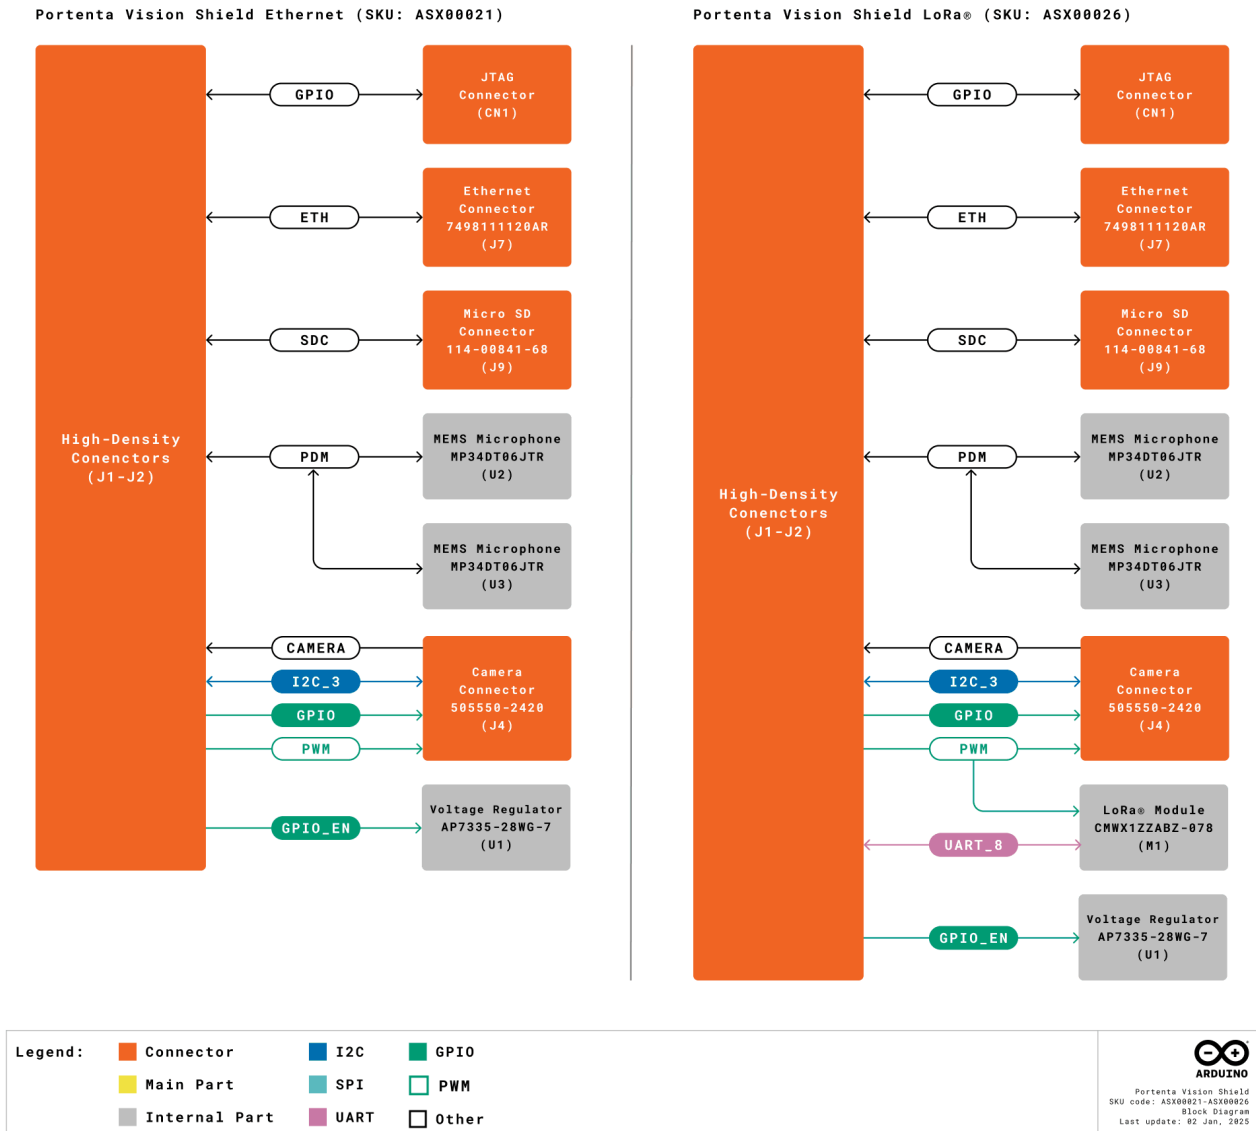 Portenta Vision Shield Ethernet (SKU: ASX00021)
High-Density
Conenctors
(J1-J2)
GPIO
JTAG
Connector
(CN1)
ETH
Ethernet
Connector
7498111120AR
(J7)
SDC
Micro SD
Connector
114-00841-68
(J9)
PDM
MEMS Microphone
MP34DT06JTR
(U2)
MEMS Microphone
MP34DT06JTR
(U3)
CAMERA
I2C_3
GPIO
PWM
Camera
Connector
505550-2420
(J4)
GPIO_EN
Voltage Regulator
AP7335-28WG-7
(U1)
Portenta Vision Shield LoRa® (SKU: ASX00026)
High-Density
Conenctors
(J1-J2)
GPIO
JTAG
Connector
(CN1)
ETH
Ethernet
Connector
7498111120AR
(J7)
SDC
Micro SD
Connector
114-00841-68
(J9)
PDM
MEMS Microphone
MP34DT06JTR
(U2)
MEMS Microphone
MP34DT06JTR
(U3)
CAMERA
I2C_3
GPIO
PWM
Camera
Connector
505550-2420
(J4)
UART_8
LoRa® Module
CMWX1ZZABZ-078
(M1)
GPIO_EN
Voltage Regulator
AP7335-28WG-7
(U1)
Legend:
Connector
Main Part
Internal Part
I2C
SPI
UART
GPIO
PWM
Other
ARDUINO
Portenta Vision Shield
SKU code: ASX00021-ASX00026
Block Diagram
Last update: 02 Jan, 2025